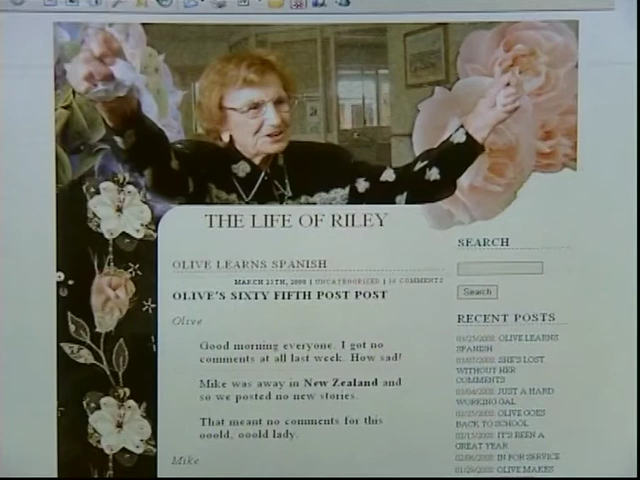 THE LIFE OF RILEY
OLIVE LEARNS SPANISH
MARCH 25TH, 2008 | UNCATEGORIZED | 16 COMMENTS
OLIVE'S SIXTY FIFTH POST POST
Olive
Good morning everyone. I got no
comments at all last week. How sad!
Mike was away in New Zealand and
so we posted no new stories.
That meant no comments for this
ooold, ooold lady.
Mike
SEARCH
Search
RECENT POSTS
OLIVE LEARNS
SPANISH
SHE'S LOST
WITHOUT HER
COMMENTS
JUST A HARD
WORKING GAL
OLIVE GOES
BACK TO SCHOOL
IT'S BEEN A
GREAT YEAR
IN FOR SERVICE
OLIVE MAKES